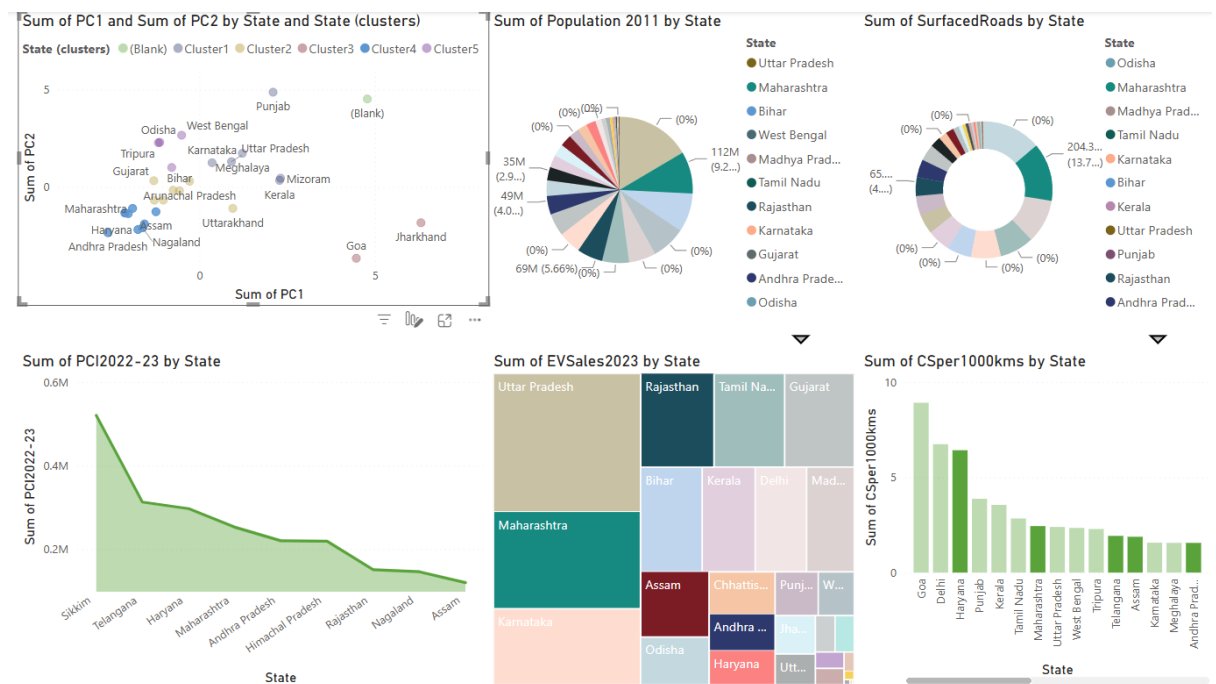 Sum of PC1 and Sum of PC2 by State and State (clusters)
State (clusters) (Blank) Cluster1 Cluster2 Cluster3 Cluster4 Cluster5
Sum of PC2
5
0
Punjab
(Blank)
Odisha
West Bengal
Tripura
Karnataka
Uttar Pradesh
Gujarat
Meghalaya
Bihar
Mizoram
Arunachal Pradesh
Kerala
Maharashtra
Uttarakhand
Haryana
Assam
Jharkhand
Andhra Pradesh
Nagaland
Goa
0
5
Sum of PC1
Sum of Population 2011 by State
(0%)
(0%)
(0%)
(0%)
(0%)
112M
(9.2...
35M
(2.9...
49M
(4.0...
(0%)
(0%)
(0%)
69M (5.66%)
(0%)
State
Uttar Pradesh
Maharashtra
Bihar
West Bengal
Madhya Prad...
Tamil Nadu
Rajasthan
Karnataka
Gujarat
Andhra Prade...
Odisha
Sum of SurfacedRoads by State
(0%)
(0%)
(0%)
204.3...
(13.7...
65....
(4....
(0%)
(0%)
(0%)
(0%)
State
Odisha
Maharashtra
Madhya Prad...
Tamil Nadu
Karnataka
Bihar
Kerala
Uttar Pradesh
Punjab
Rajasthan
Andhra Prad...
Sum of PCI2022-23 by State
Sum of PCI2022-23
0.6M
0.4M
0.2M
Sikkim
Telangana
Haryana
Maharashtra
Andhra Pradesh
Himachal Pradesh
Rajasthan
Nagaland
Assam
State
Sum of EVSales2023 by State
Uttar Pradesh
Rajasthan
Tamil Na...
Gujarat
Bihar
Kerala
Delhi
Mad...
Maharashtra
Assam
Chhattis...
Punj...
W...
Karnataka
Andhra ...
Jha...
Odisha
Haryana
Utt...
Sum of CSper1000kms by State
Sum of CSper1000kms
10
5
0
Goa
Delhi
Haryana
Punjab
Kerala
Tamil Nadu
Maharashtra
Uttar Pradesh
West Bengal
Tripura
Telangana
Assam
Karnataka
Meghalaya
Andhra Prad...
State